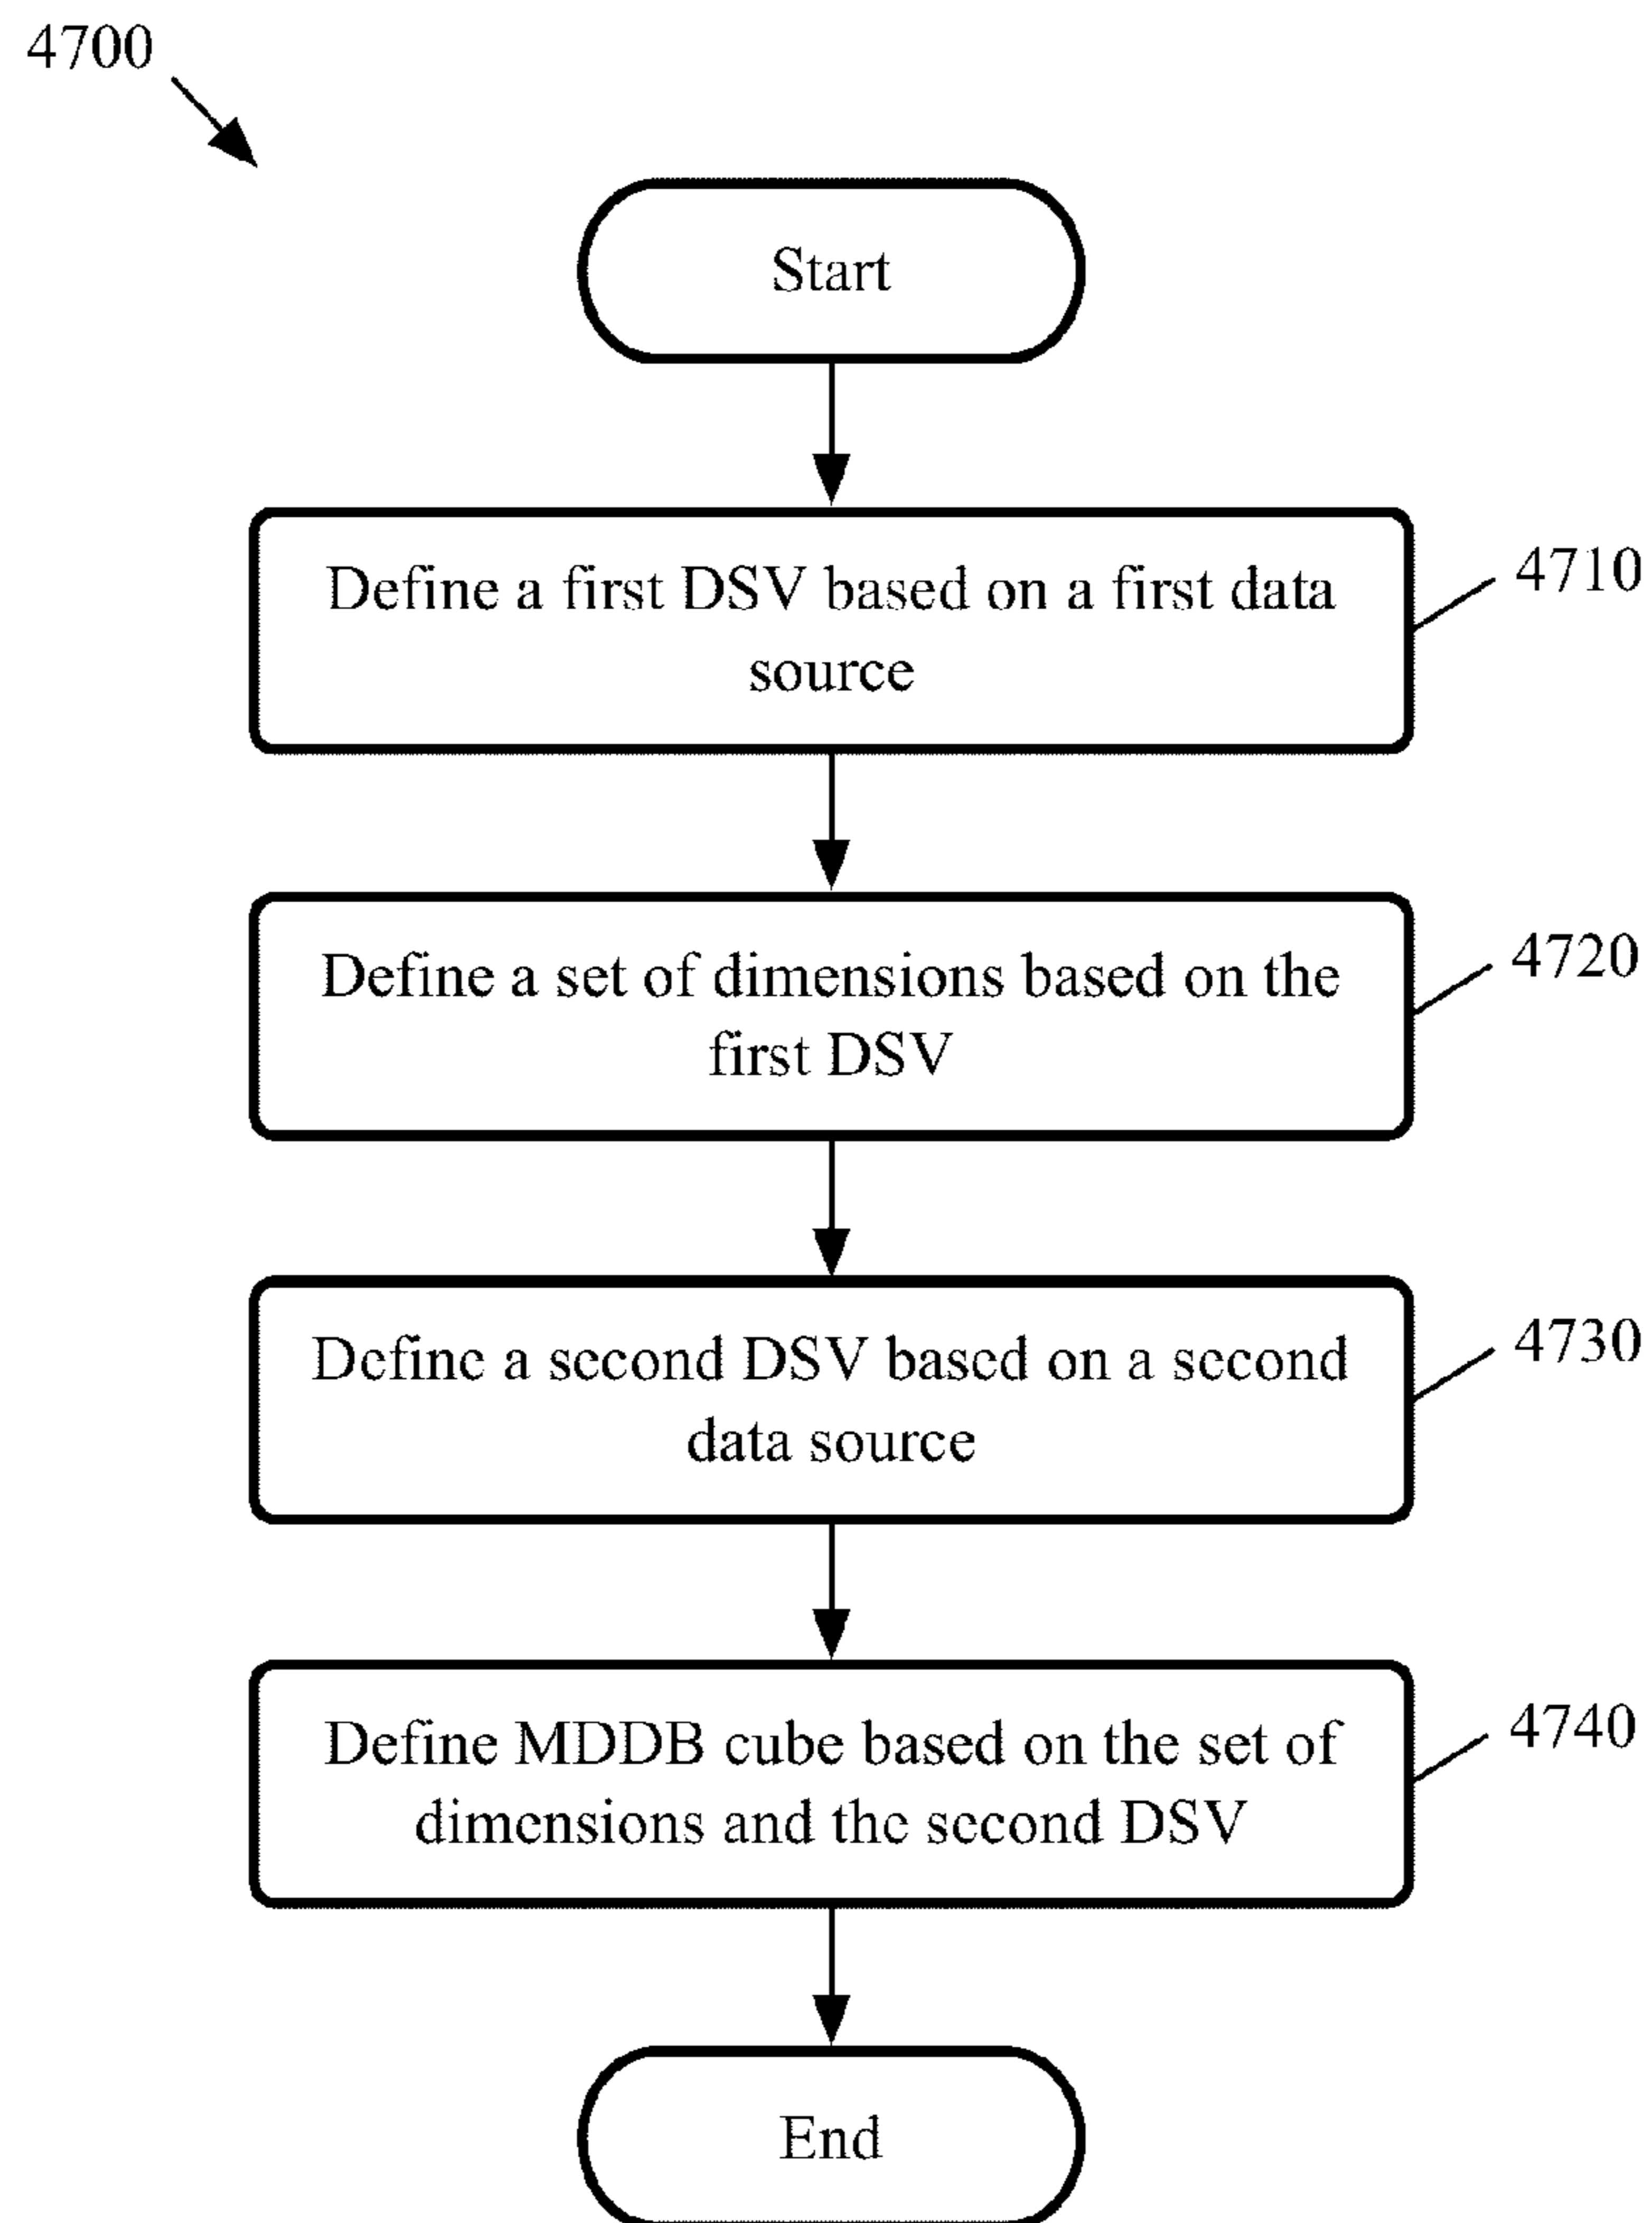 4700
Start
Define a first DSV based on a first data
source
4710
Define a set of dimensions based on the
first DSV
4720
Define a second DSV based on a second
data source
4730
Define MDDB cube based on the set of
dimensions and the second DSV
4740
End